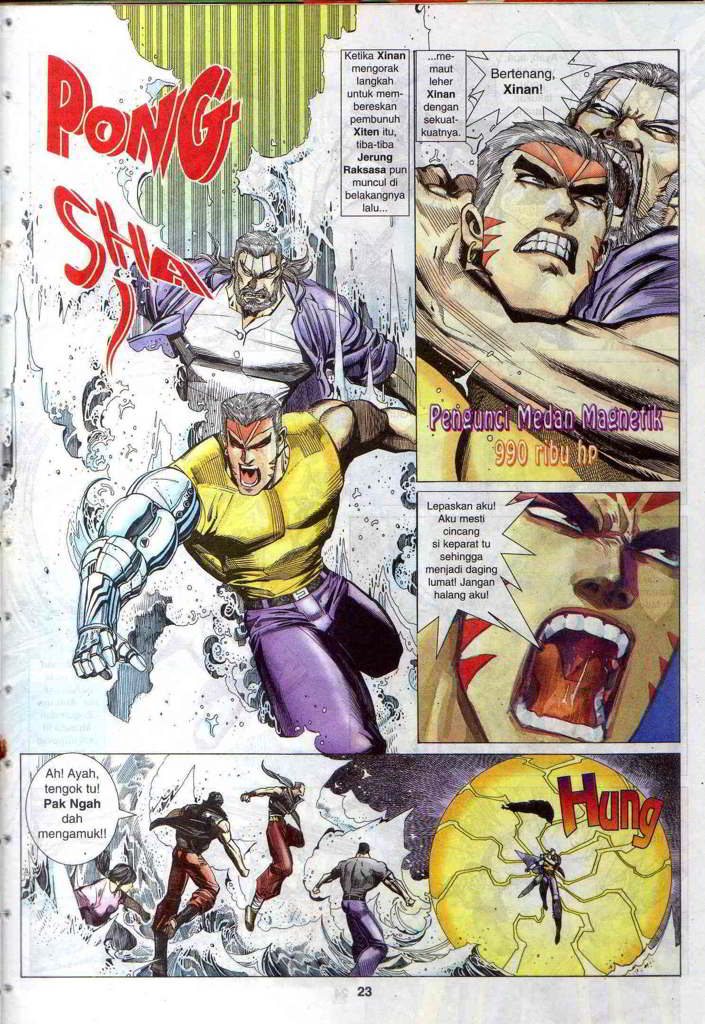 PONG
SHA
Ketika Xinan
mengorak
langkah
untuk mem-
bereskan
pembunuh
Xiten itu,
tiba-tiba
Jerung
Raksasa pun
muncul di
belakangnya
lalu...
...me-
maut
leher
Xinan
dengan
sekuat-
kuatnya.
Bertenang,
Xinan!
Pengunci Medan Magnetik
990 ribu hp
Lepaskan aku!
Aku mesti
cincang
si keparat tu
sehingga
menjadi daging
lumat! Jangan
halang aku!
Ah! Ayah,
tengok tu!
Pak Ngah
dah
mengamuk!!
Hung
23